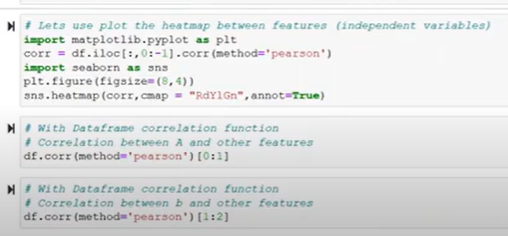 # Lets use plot the heatmap between features (independent variables)
import matplotlib.pyplot as plt
corr = df.iloc[:,0:-1].corr(method='pearson')
import seaborn as sns
plt.figure(figsize=(8,4))
sns.heatmap(corr,cmap = "RdYlGn",annot=True)
# With Dataframe correlation function
# Correlation between A and other features
df.corr(method='pearson')[0:1]
# With Dataframe correlation function
# Correlation between b and other features
df.corr(method='pearson')[1:2]